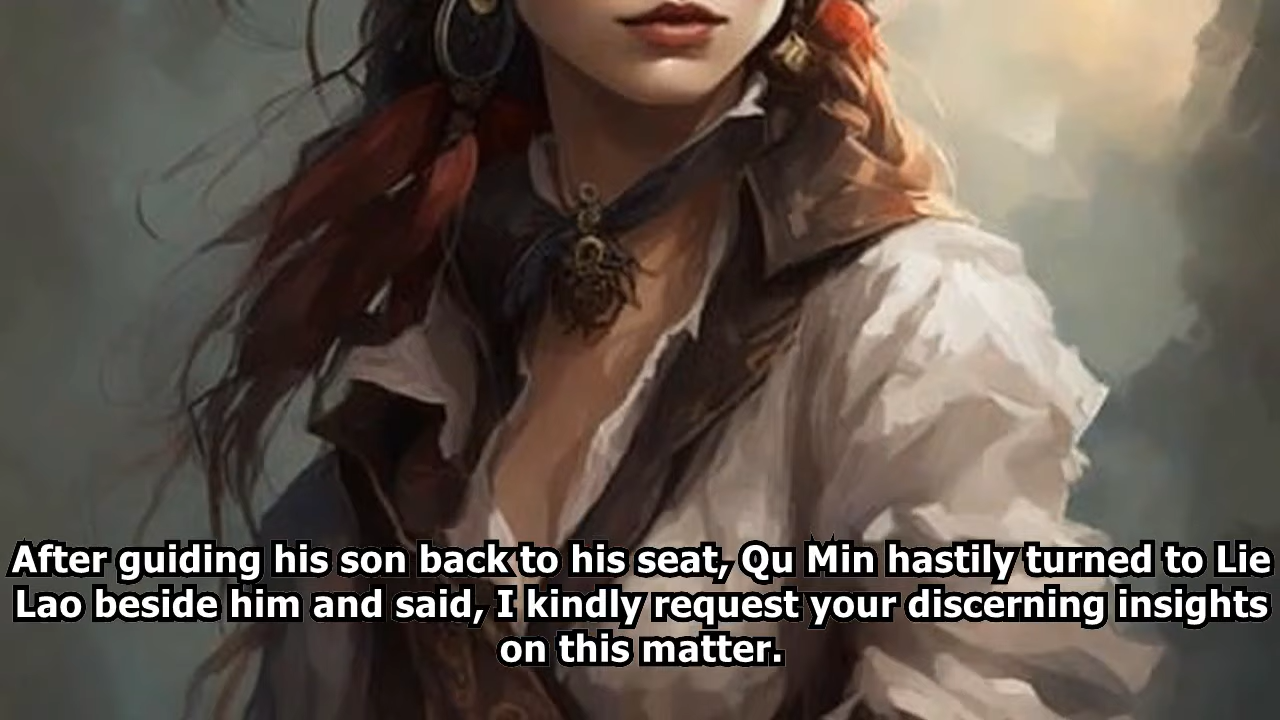 After guiding his son back to his seat, Qu Min hastily turned to Lie
Lao beside him and said, I kindly request your discerning insights
on this matter.